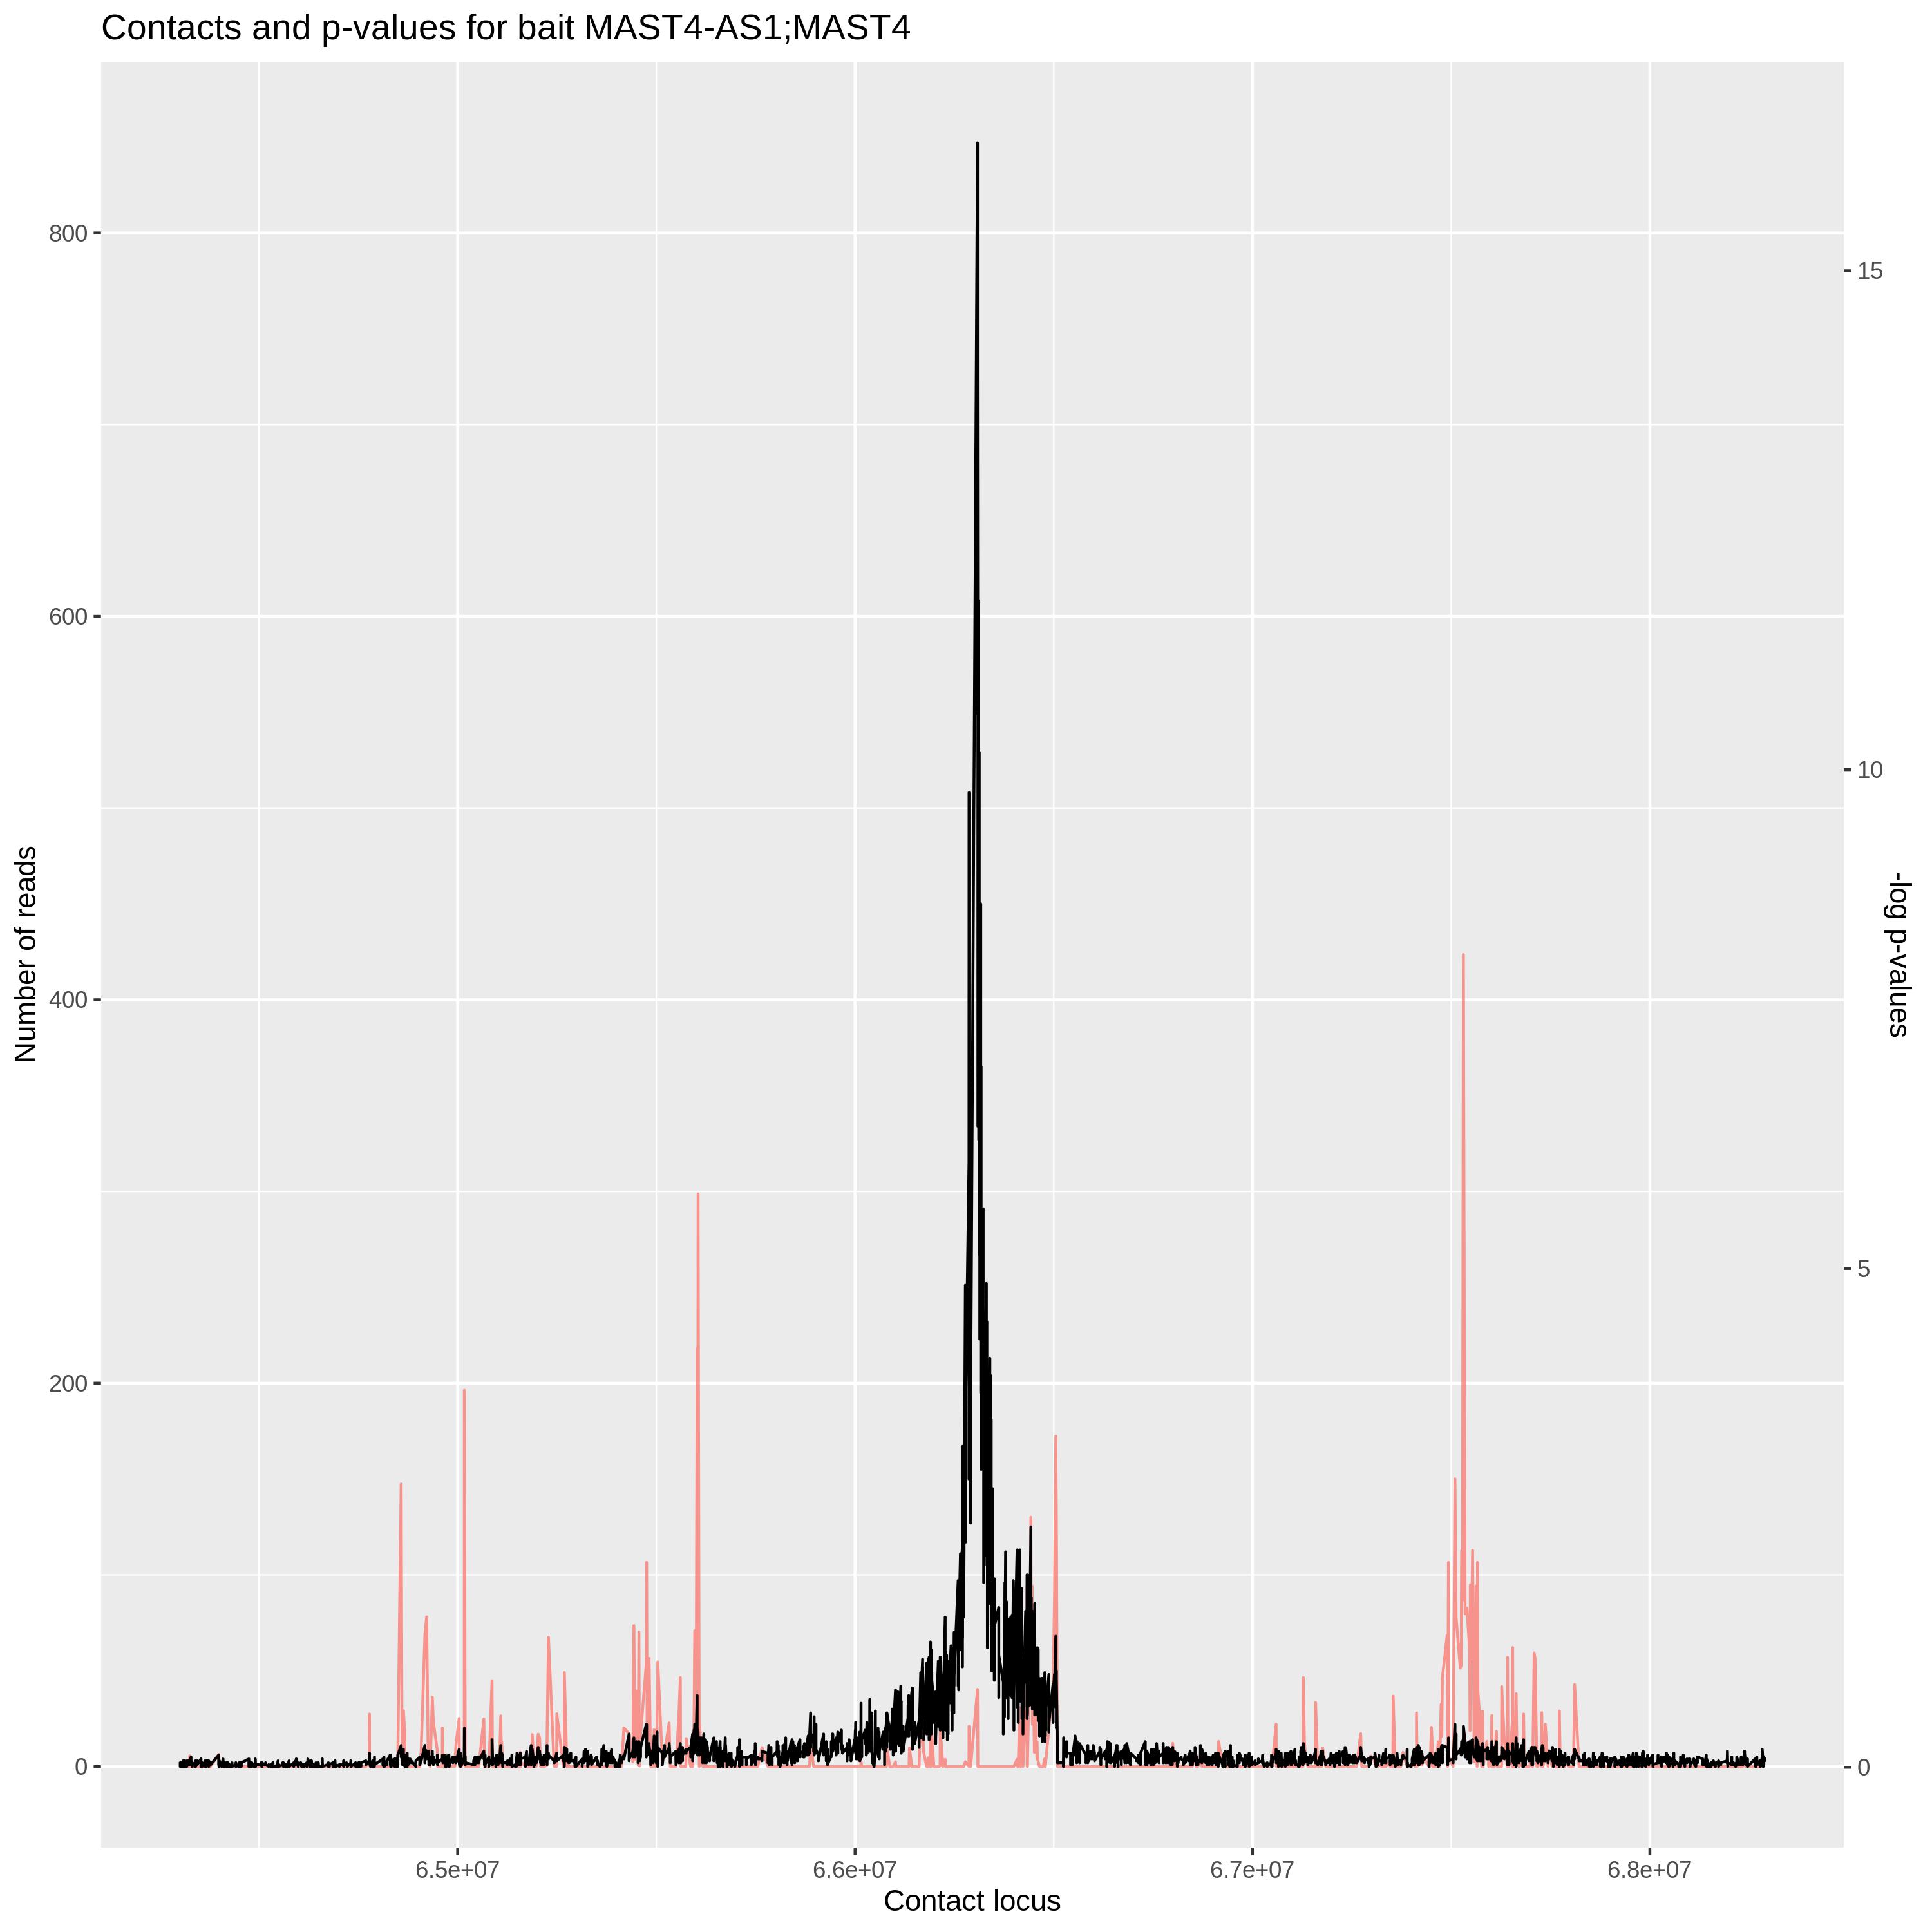 Contacts and p-values for bait MAST4-AS1;MAST4
800
600
400
200
0
Number of reads
15
10
5
0
-log p-values
6.5e+07 6.6e+07 6.7e+07 6.8e+07
Contact locus